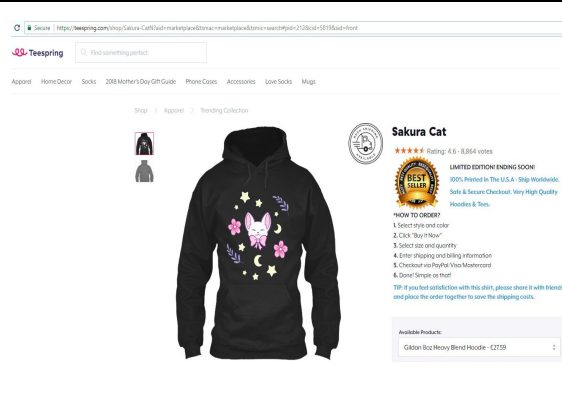 Secure | https://teespring.com/shop/Sakura-CatN?aid=marketplace&tsmac=marketplace&tsmic=search#pid=212&cid=5819&sid=front
Teespring
Find something perfect
Apparel Home Decor Socks 2018 Mother's Day Gift Guide Phone Cases Accessories Love Socks Mugs
Shop / Apparel / Trending Collection
Sakura Cat
Rating: 4.6 - 8,864 votes
BEST
SELLER
LIMITED EDITION! ENDING SOON!
100% Printed in The U.S.A - Ship Worldwide.
Safe & Secure Checkout. Very High Quality
Hoodies & Tees.
*HOW TO ORDER?
1. Select style and color
2. Click "Buy it Now"
3. Select size and quantity
4. Enter shipping and billing information
5. Checkout via PayPal/Visa/Mastercard
6. Done! Simple as that!
TIP: If you feel satisfiction with this shirt, please share it with friends
and place the order together to save the shipping costs.
Available Products:
Gildan 8oz Heavy Blend Hoodie - €27.59